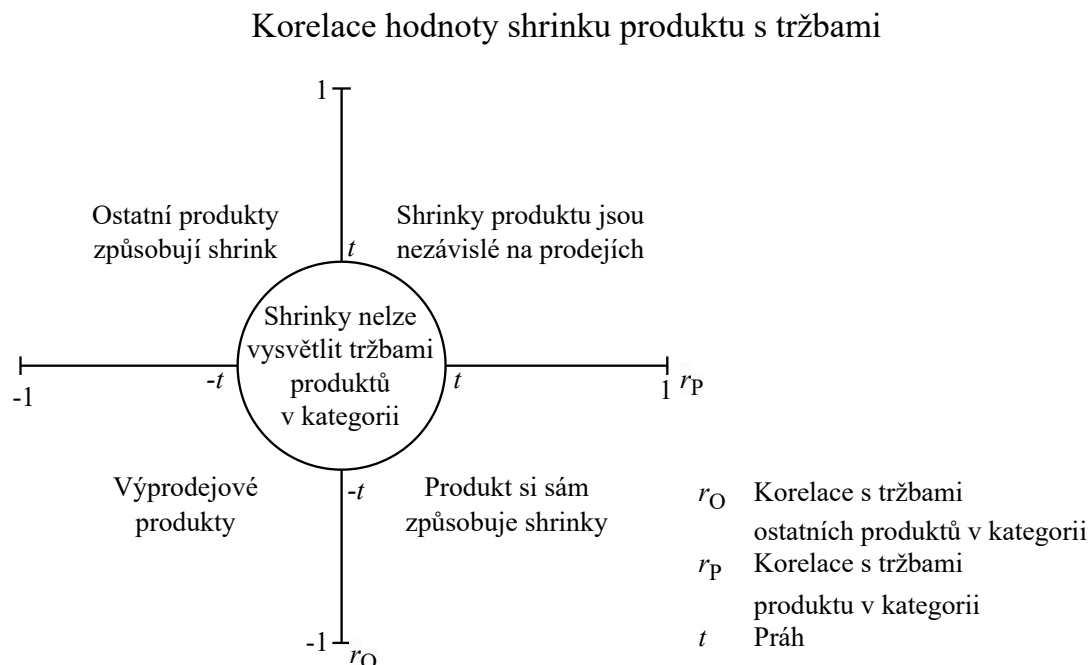 Korelace hodnoty shrinku produktu s tržbami
1
Ostatní produkty
způsobují shrink
Shrinky produktu jsou
nezávislé na prodejích
t
Shrinky nelze
vysvětlit tržbami
produktů
v kategorii
-1
-t
t
1
rP
Výprodejové
produkty
-t
Produkt si sám
způsobuje shrinky
-1
rO
rO Korelace s tržbami
ostatních produktů v kategorii
rP Korelace s tržbami
produktu v kategorii
t Práh